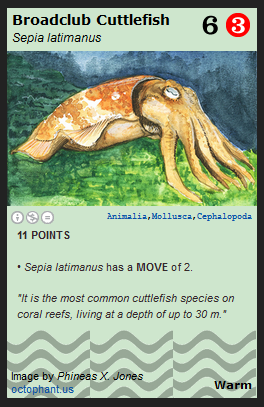 Broadclub Cuttlefish
Sepia latimanus
6 3
Animalia,Mollusca,Cephalopoda
11 POINTS
• Sepia latimanus has a MOVE of 2.
"It is the most common cuttlefish species on
coral reefs, living at a depth of up to 30 m."
Image by Phineas X. Jones
octophant.us
Warm